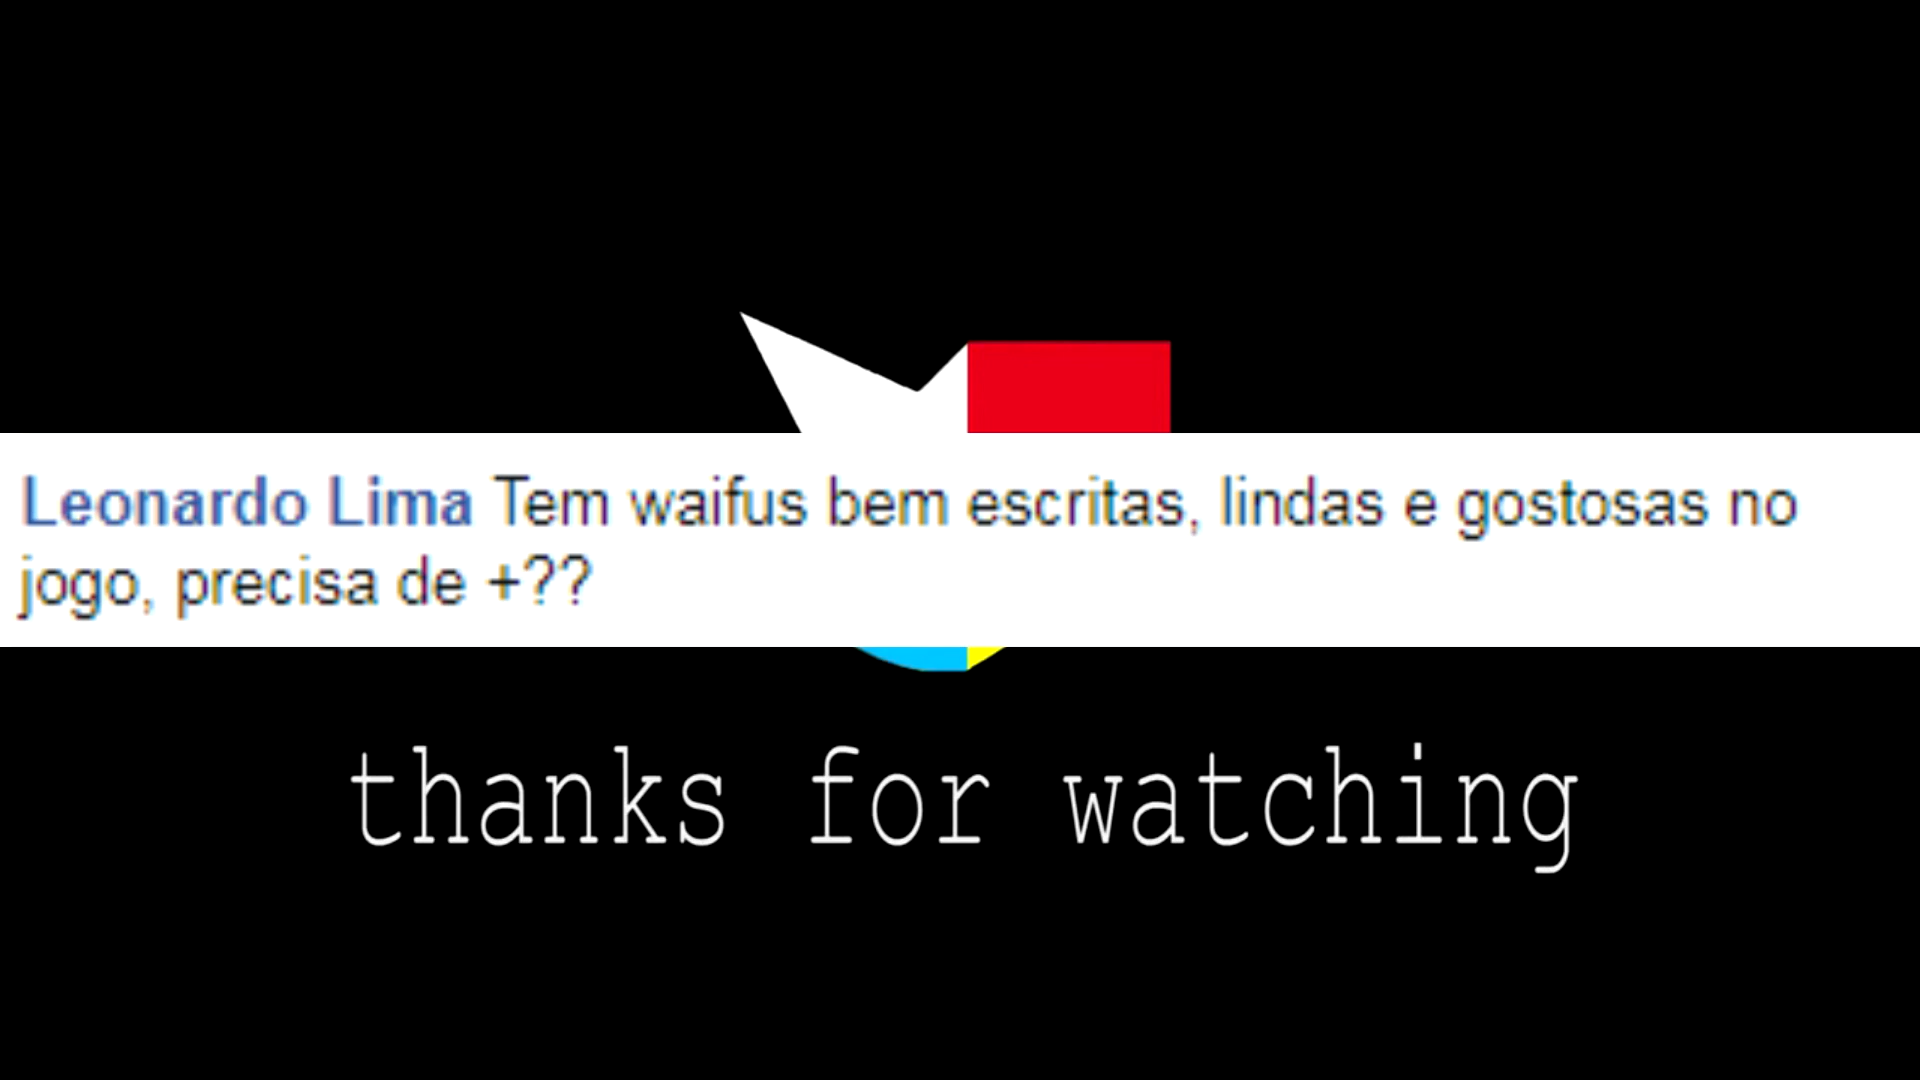 Leonardo Lima Tem waifus bem escritas, lindas e gostosas no
jogo, precisa de +??
thanks for watching